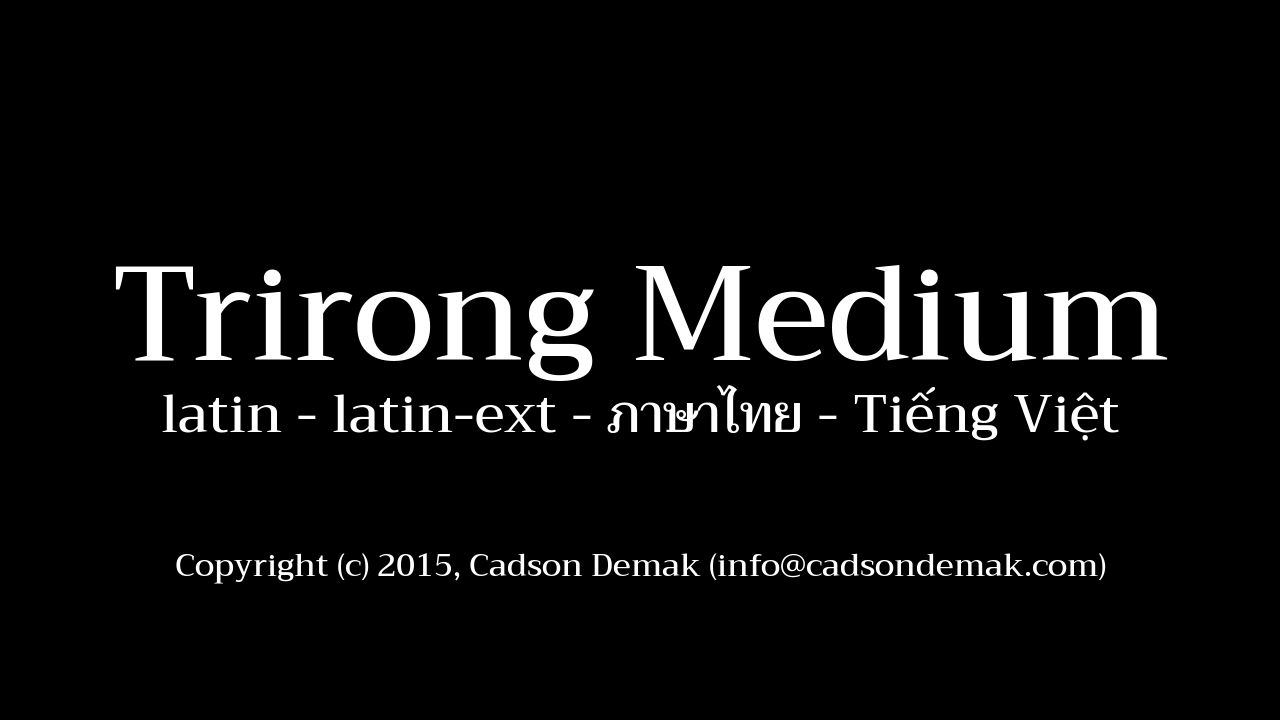 Trirong Medium
latin - latin-ext - ภาษาไทย - Tiếng Việt
Copyright (c) 2015, Cadson Demak (info@cadsondemak.com)